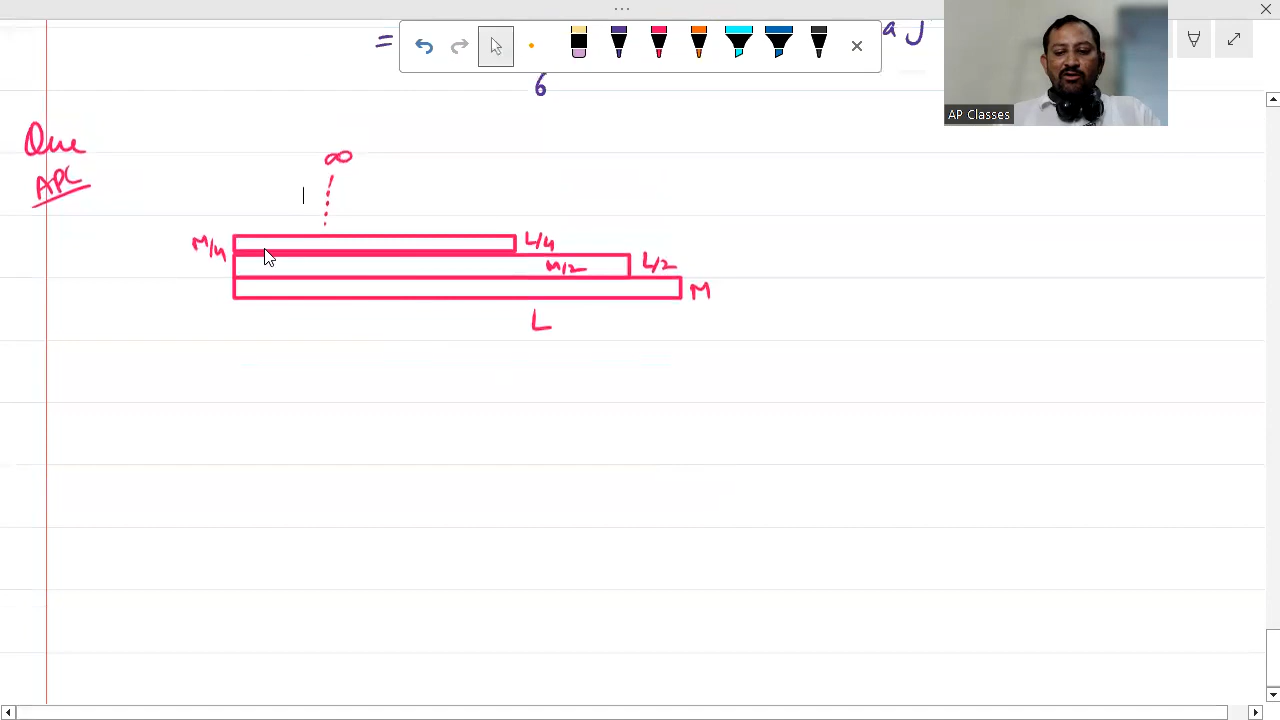 = a J
6
AP Classes
Que
APC
∞
M/4 L/4
M/2 L/2
M
L